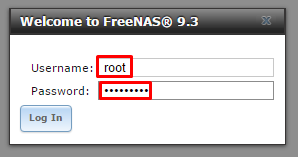 Welcome to FreeNAS® 9.3
Username: root
Password: •••••••••
Log In